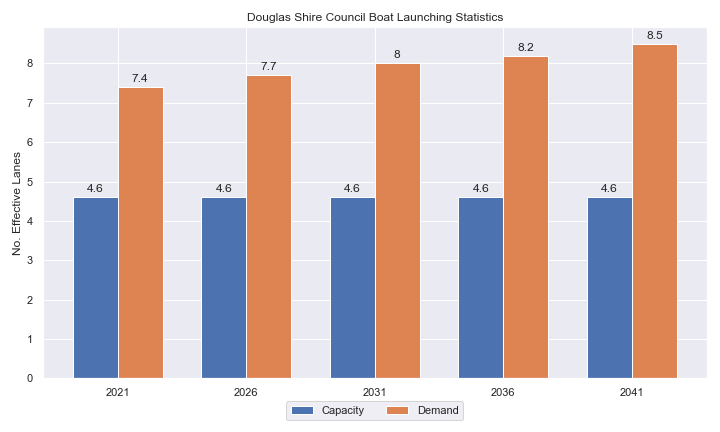 Douglas Shire Council Boat Launching Statistics
No. Effective Lanes
8
7
6
5
4
3
2
1
0
4.6 7.4 4.6 7.7 4.6 8 4.6 8.2 4.6 8.5
2021 2026 2031 2036 2041
Capacity Demand